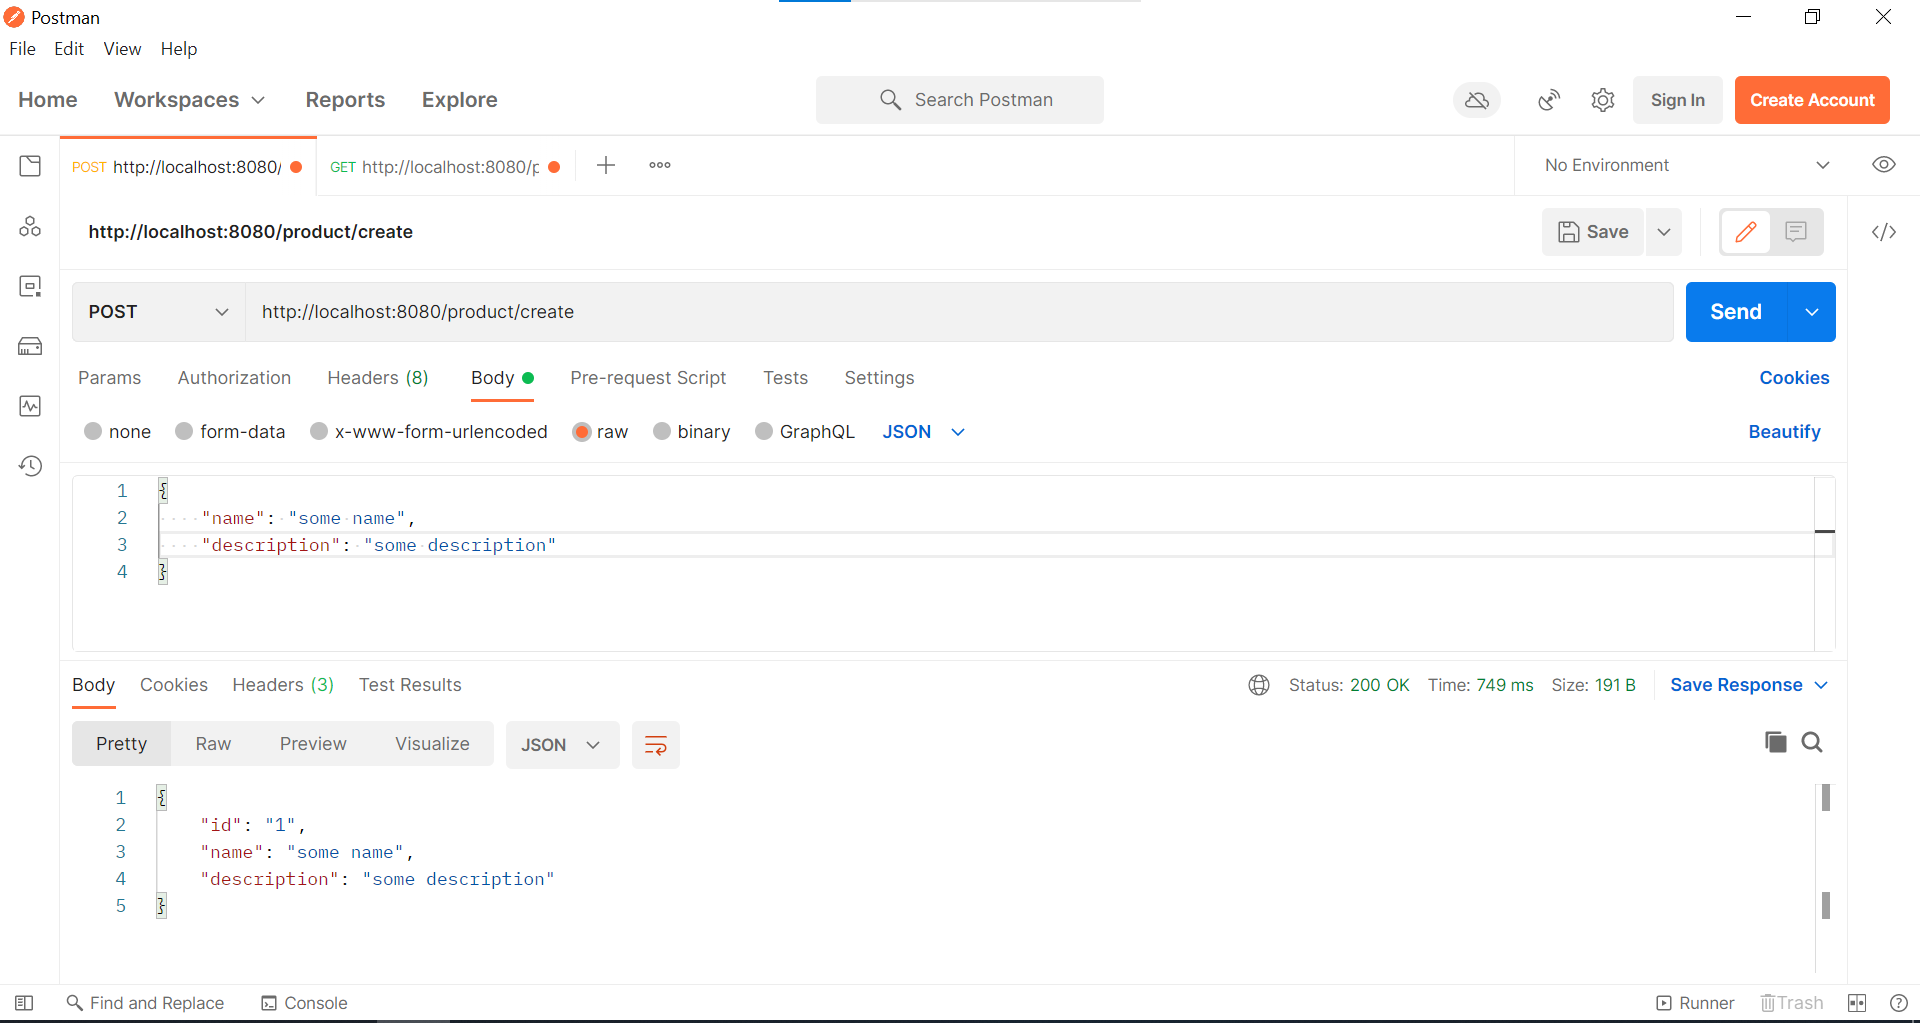 Postman
File Edit View Help
Home Workspaces Reports Explore Search Postman Sign In Create Account
POST http://localhost:8080/ GET http://localhost:8080/p No Environment
http://localhost:8080/product/create Save
POST http://localhost:8080/product/create Send
Params Authorization Headers (8) Body Pre-request Script Tests Settings Cookies
none form-data x-www-form-urlencoded raw binary GraphQL JSON Beautify
1 {
2 "name": "some name",
3 "description": "some description"
4 }
Body Cookies Headers (3) Test Results Status: 200 OK Time: 749 ms Size: 191 B Save Response
Pretty Raw Preview Visualize JSON
1 {
2 "id": "1",
3 "name": "some name",
4 "description": "some description"
5 }
Find and Replace Console Runner Trash